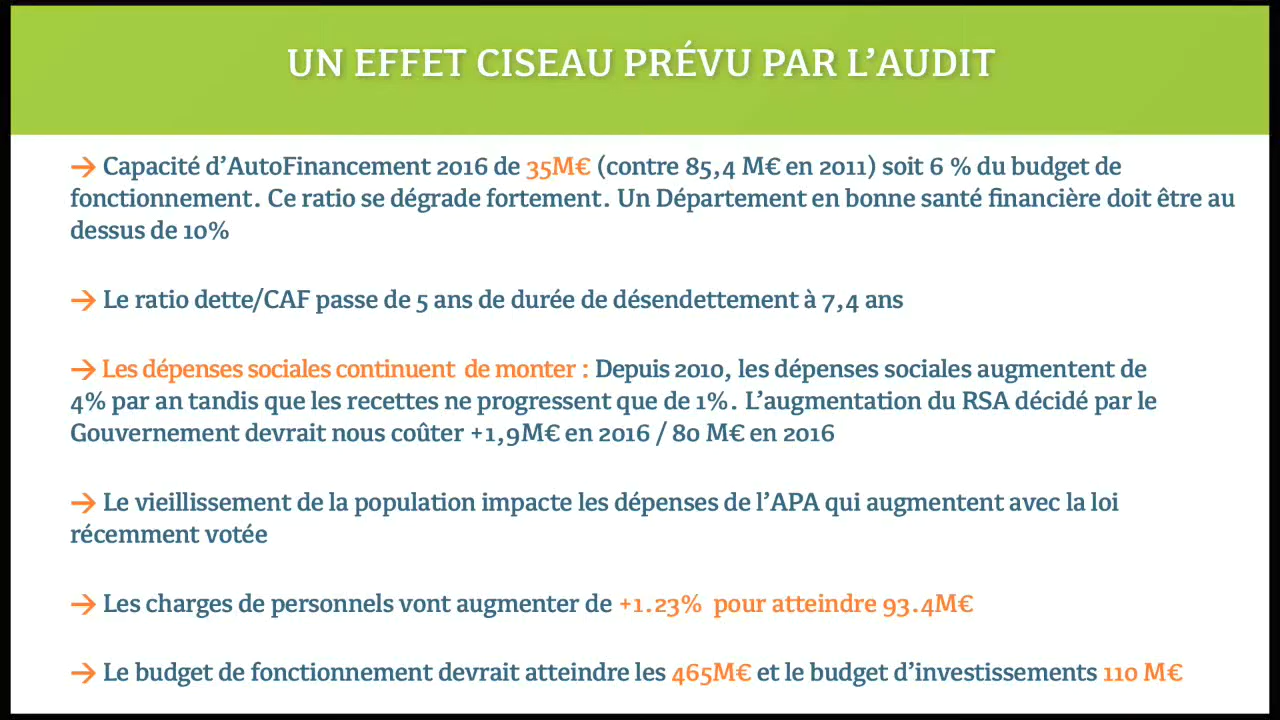 UN EFFET CISEAU PRÉVU PAR L’AUDIT
→ Capacité d’AutoFinancement 2016 de 35M€ (contre 85,4 M€ en 2011) soit 6 % du budget de
fonctionnement. Ce ratio se dégrade fortement. Un Département en bonne santé financière doit être au
dessus de 10%
→ Le ratio dette/CAF passe de 5 ans de durée de désendettement à 7,4 ans
→ Les dépenses sociales continuent de monter : Depuis 2010, les dépenses sociales augmentent de
4% par an tandis que les recettes ne progressent que de 1%. L’augmentation du RSA décidé par le
Gouvernement devrait nous coûter +1,9M€ en 2016 / 80 M€ en 2016
→ Le vieillissement de la population impacte les dépenses de l’APA qui augmentent avec la loi
récemment votée
→ Les charges de personnels vont augmenter de +1.23% pour atteindre 93.4M€
→ Le budget de fonctionnement devrait atteindre les 465M€ et le budget d’investissements 110 M€